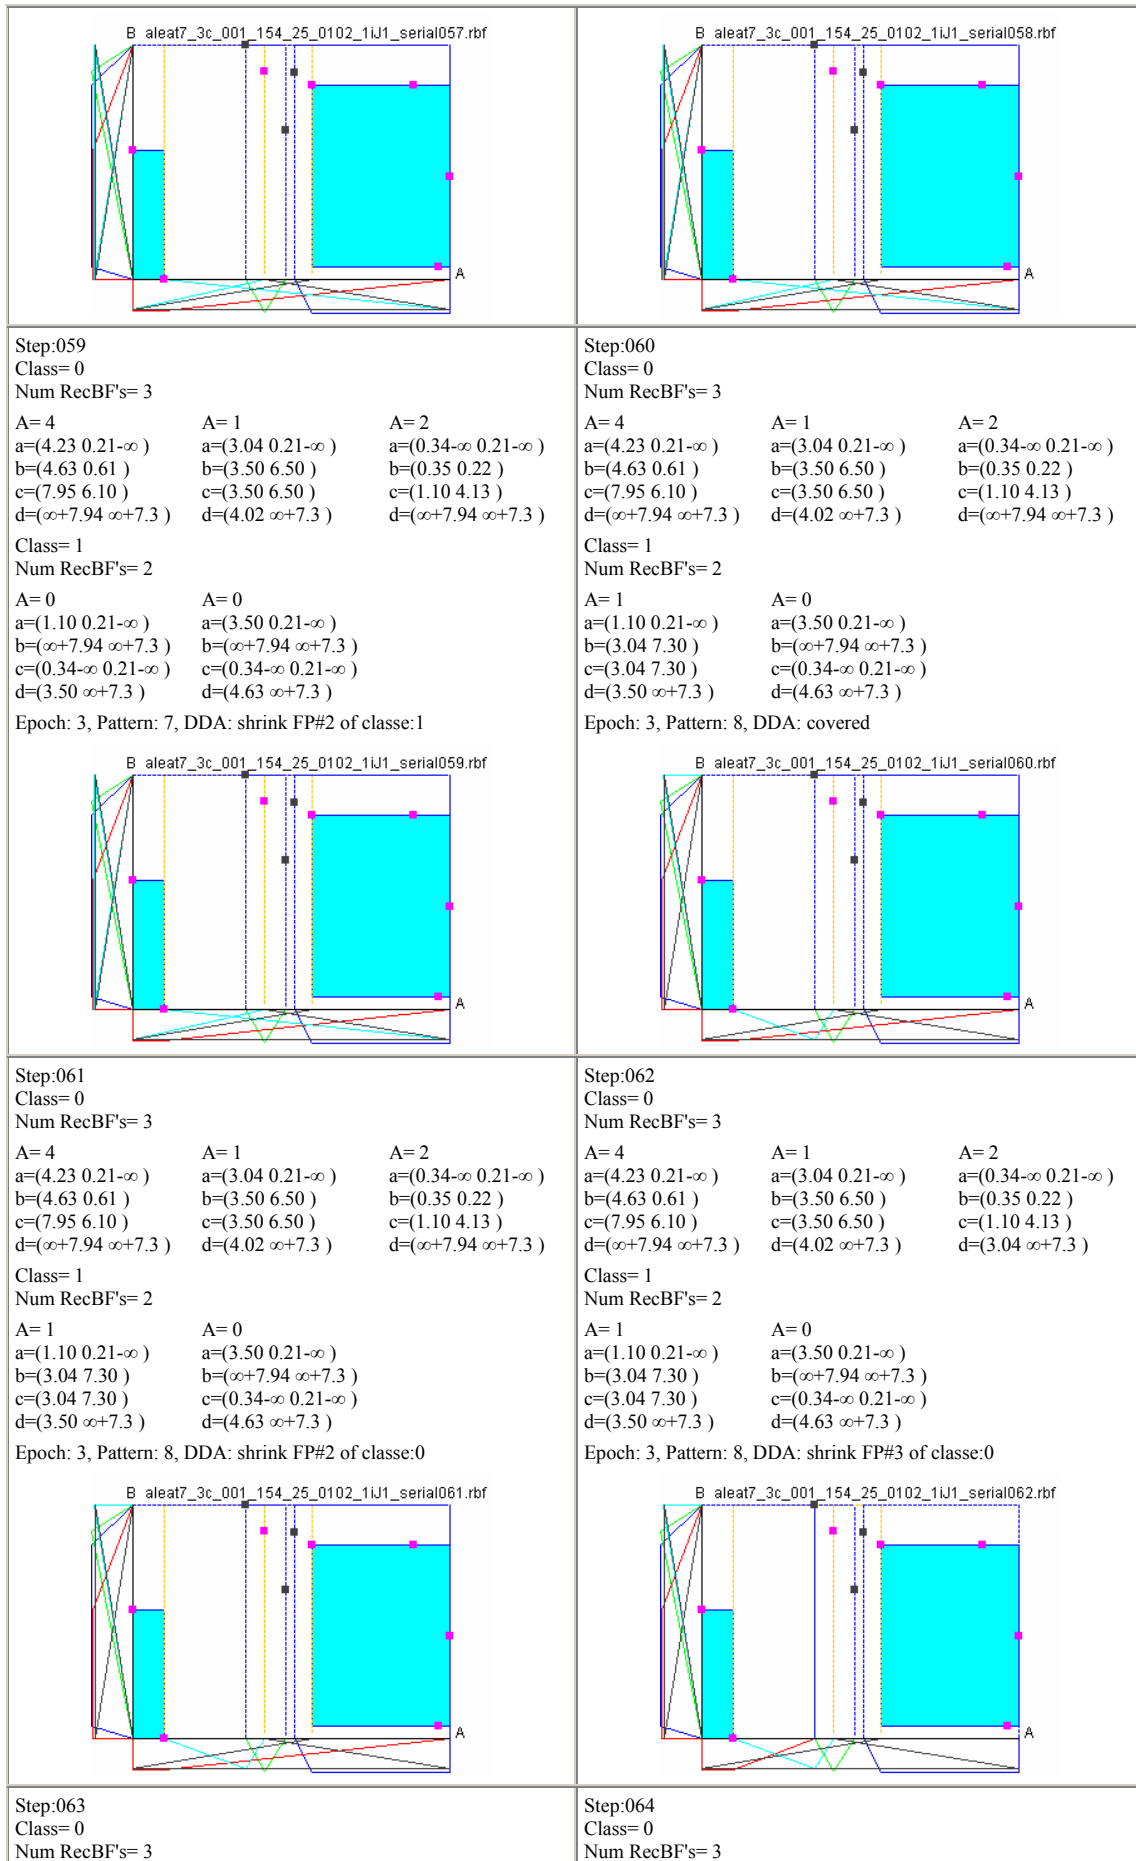 B aleat7_3c_001_154_25_0102_1iJ1_serial057.rbf
A
B aleat7_3c_001_154_25_0102_1iJ1_serial058.rbf
A
Step:059
Class= 0
Num RecBF's= 3
A= 4 A= 1 A= 2
a=(4.23 0.21-∞ ) a=(3.04 0.21-∞ ) a=(0.34-∞ 0.21-∞ )
b=(4.63 0.61 ) b=(3.50 6.50 ) b=(0.35 0.22 )
c=(7.95 6.10 ) c=(3.50 6.50 ) c=(1.10 4.13 )
d=(∞+7.94 ∞+7.3 ) d=(4.02 ∞+7.3 ) d=(∞+7.94 ∞+7.3 )
Class= 1
Num RecBF's= 2
A= 0 A= 0
a=(1.10 0.21-∞ ) a=(3.50 0.21-∞ )
b=(∞+7.94 ∞+7.3 ) b=(∞+7.94 ∞+7.3 )
c=(0.34-∞ 0.21-∞ ) c=(0.34-∞ 0.21-∞ )
d=(3.50 ∞+7.3 ) d=(4.63 ∞+7.3 )
Epoch: 3, Pattern: 7, DDA: shrink FP#2 of classe:1
B aleat7_3c_001_154_25_0102_1iJ1_serial059.rbf
A
Step:060
Class= 0
Num RecBF's= 3
A= 4 A= 1 A= 2
a=(4.23 0.21-∞ ) a=(3.04 0.21-∞ ) a=(0.34-∞ 0.21-∞ )
b=(4.63 0.61 ) b=(3.50 6.50 ) b=(0.35 0.22 )
c=(7.95 6.10 ) c=(3.50 6.50 ) c=(1.10 4.13 )
d=(∞+7.94 ∞+7.3 ) d=(4.02 ∞+7.3 ) d=(∞+7.94 ∞+7.3 )
Class= 1
Num RecBF's= 2
A= 1 A= 0
a=(1.10 0.21-∞ ) a=(3.50 0.21-∞ )
b=(3.04 7.30 ) b=(∞+7.94 ∞+7.3 )
c=(3.04 7.30 ) c=(0.34-∞ 0.21-∞ )
d=(3.50 ∞+7.3 ) d=(4.63 ∞+7.3 )
Epoch: 3, Pattern: 8, DDA: covered
B aleat7_3c_001_154_25_0102_1iJ1_serial060.rbf
A
Step:061
Class= 0
Num RecBF's= 3
A= 4 A= 1 A= 2
a=(4.23 0.21-∞ ) a=(3.04 0.21-∞ ) a=(0.34-∞ 0.21-∞ )
b=(4.63 0.61 ) b=(3.50 6.50 ) b=(0.35 0.22 )
c=(7.95 6.10 ) c=(3.50 6.50 ) c=(1.10 4.13 )
d=(∞+7.94 ∞+7.3 ) d=(4.02 ∞+7.3 ) d=(∞+7.94 ∞+7.3 )
Class= 1
Num RecBF's= 2
A= 1 A= 0
a=(1.10 0.21-∞ ) a=(3.50 0.21-∞ )
b=(3.04 7.30 ) b=(∞+7.94 ∞+7.3 )
c=(3.04 7.30 ) c=(0.34-∞ 0.21-∞ )
d=(3.50 ∞+7.3 ) d=(4.63 ∞+7.3 )
Epoch: 3, Pattern: 8, DDA: shrink FP#2 of classe:0
B aleat7_3c_001_154_25_0102_1iJ1_serial061.rbf
A
Step:062
Class= 0
Num RecBF's= 3
A= 4 A= 1 A= 2
a=(4.23 0.21-∞ ) a=(3.04 0.21-∞ ) a=(0.34-∞ 0.21-∞ )
b=(4.63 0.61 ) b=(3.50 6.50 ) b=(0.35 0.22 )
c=(7.95 6.10 ) c=(3.50 6.50 ) c=(1.10 4.13 )
d=(∞+7.94 ∞+7.3 ) d=(4.02 ∞+7.3 ) d=(3.04 ∞+7.3 )
Class= 1
Num RecBF's= 2
A= 1 A= 0
a=(1.10 0.21-∞ ) a=(3.50 0.21-∞ )
b=(3.04 7.30 ) b=(∞+7.94 ∞+7.3 )
c=(3.04 7.30 ) c=(0.34-∞ 0.21-∞ )
d=(3.50 ∞+7.3 ) d=(4.63 ∞+7.3 )
Epoch: 3, Pattern: 8, DDA: shrink FP#3 of classe:0
B aleat7_3c_001_154_25_0102_1iJ1_serial062.rbf
A
Step:063
Class= 0
Num RecBF's= 3
Step:064
Class= 0
Num RecBF's= 3